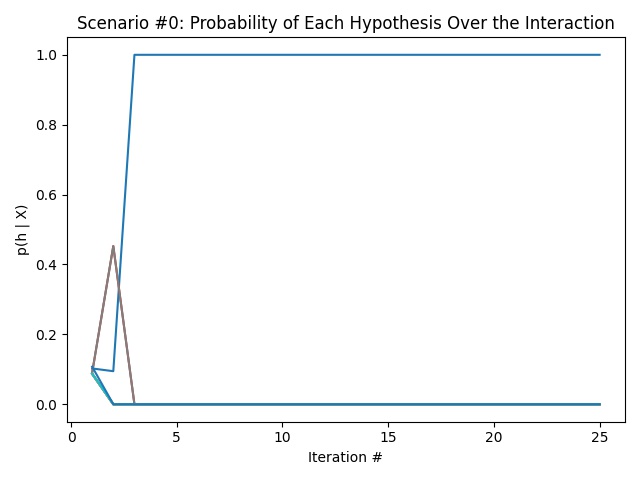 Scenario #0: Probability of Each Hypothesis Over the Interaction
1.0
0.8
0.6
0.4
0.2
0.0
p(h | X)
0 5 10 15 20 25
Iteration #